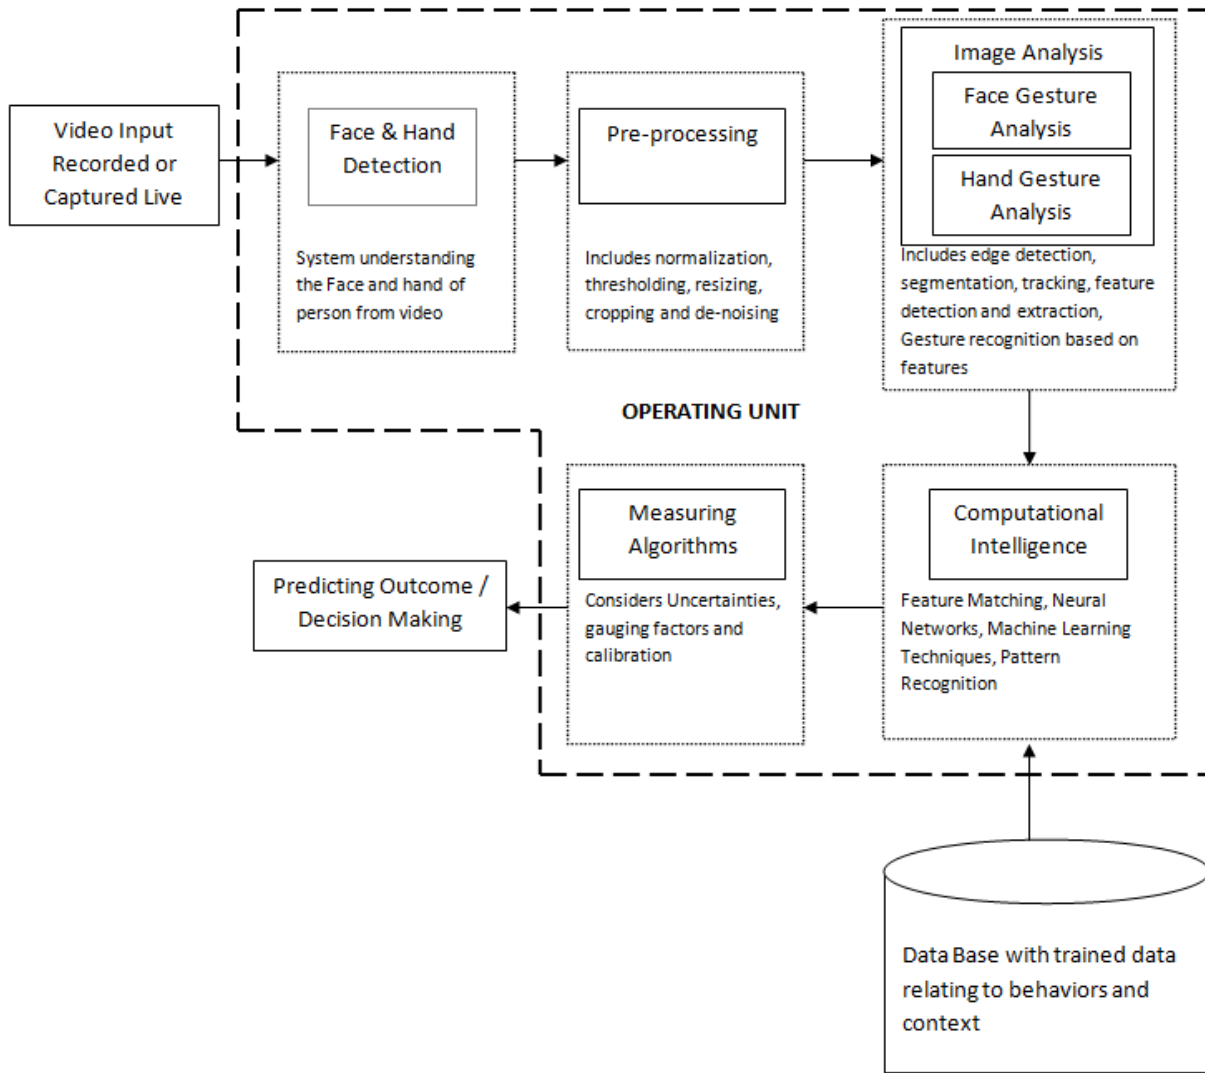 Video Input
Recorded or
Captured Live
Face & Hand
Detection
System understanding
the Face and hand of
person from video
Pre-processing
Includes normalization,
thresholding, resizing,
cropping and de-noising
Image Analysis
Face Gesture
Analysis
Hand Gesture
Analysis
Includes edge detection,
segmentation, tracking, feature
detection and extraction,
Gesture recognition based on
features
OPERATING UNIT
Computational
Intelligence
Feature Matching, Neural
Networks, Machine Learning
Techniques, Pattern
Recognition
Measuring
Algorithms
Considers Uncertainties,
gauging factors and
calibration
Predicting Outcome /
Decision Making
Data Base with trained data
relating to behaviors and
context